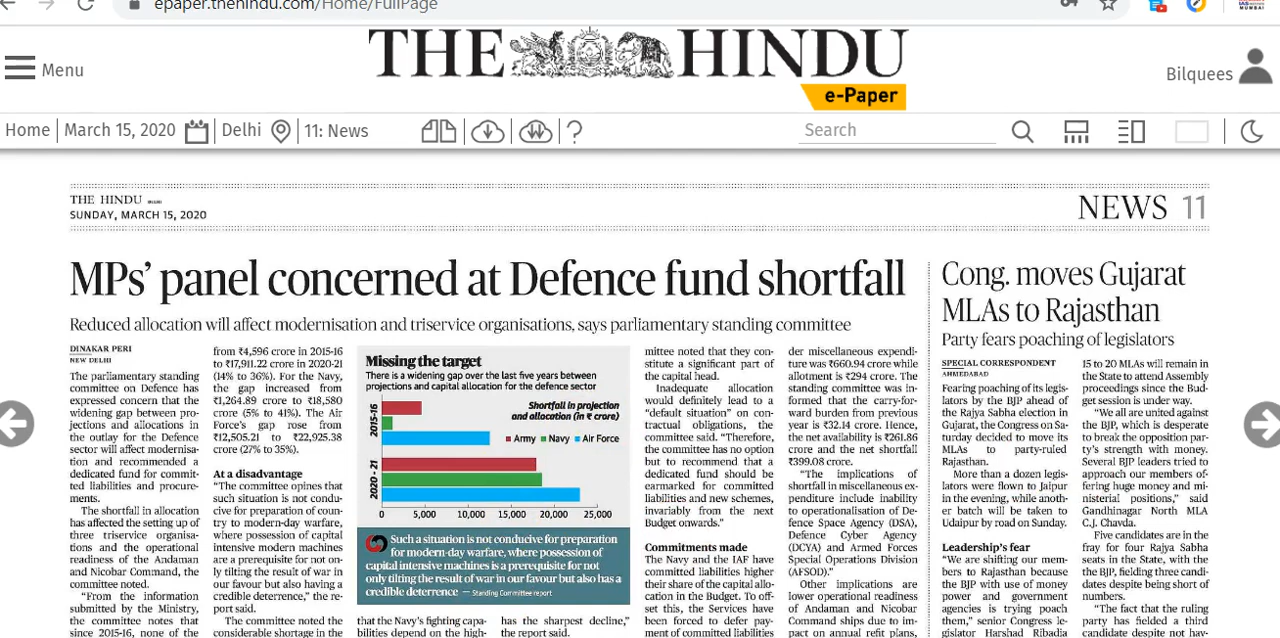 epaper.thehindu.com/Home/FullPage
Menu
THE HINDU
e-Paper
Bilquees
Home
March 15, 2020
Delhi
11: News
?
Search
THE HINDU
SUNDAY, MARCH 15, 2020
NEWS 11
MPs' panel concerned at Defence fund shortfall
Reduced allocation will affect modernisation and triservice organisations, says parliamentary standing committee
DINAKAR PERI
NEW DELHI
The parliamentary standing
committee on Defence has
expressed concern that the
widening gap between pro-
jections and allocations in
the outlay for the Defence
sector will affect modernisa-
tion and recommended a
dedicated fund for commit-
ted liabilities and procure-
ments.
The shortfall in allocation
has affected the setting up of
three triservice organisa-
tions and the operational
readiness of the Andaman
and Nicobar Command, the
committee noted.
“From the information
submitted by the Ministry,
the committee notes that
since 2015-16, none of the
from ₹4,596 crore in 2015-16
to ₹17,911.22 crore in 2020-21
(14% to 36%). For the Navy,
the gap increased from
₹1,264.89 crore to ₹18,580
crore (5% to 41%). The Air
Force's gap rose from
₹12,505.21 to ₹22,925.38
crore (27% to 35%).
At a disadvantage
“The committee opines that
such situation is not condu-
cive for preparation of coun-
try to modern-day warfare,
where possession of capital
intensive modern machines
are a prerequisite for not on-
ly tilting the result of war in
our favour but also having a
credible deterrence,” the re-
port said.
The committee noted the
considerable shortage in the
Missing the target
There is a widening gap over the last five years between
projections and capital allocation for the defence sector
Shortfall in projection
and allocation (in ₹ crore)
Army Navy Air Force
2015-16
2020 - 21
0 5,000 10,000 15,000 20,000 25,000
Such a situation is not conducive for preparation
for modern-day warfare, where possession of
capital intensive machines is a prerequisite for not
only tilting the result of war in our favour but also has a
credible deterrence — Standing Committee report
that the Navy's fighting capa-
bilities depend on the high-
has the sharpest decline,”
the report said.
mittee noted that they con-
stitute a significant part of
the capital head.
Inadequate allocation
would definitely lead to a
“default situation” on con-
tractual obligations, the
committee said. “Therefore,
the committee has no option
but to recommend that a
dedicated fund should be
earmarked for committed
liabilities and new schemes,
invariably from the next
Budget onwards.”
Commitments made
The Navy and the IAF have
committed liabilities higher
their share of the capital allo-
cation in the Budget. To off-
set this, the Services have
been forced to defer pay-
ment of committed liabilities
der miscellaneous expendi-
ture was ₹660.94 crore while
allotment is ₹294 crore. The
standing committee was in-
formed that the carry-for-
ward burden from previous
year is ₹32.14 crore. Hence,
the net availability is ₹261.86
crore and the net shortfall
₹399.08 crore.
“The implications of
shortfall in miscellaneous ex-
penditure include inability
to operationalisation of De-
fence Space Agency (DSA),
Defence Cyber Agency
(DCYA) and Armed Forces
Special Operations Division
(AFSOD).”
Other implications are
lower operational readiness
of Andaman and Nicobar
Command ships due to im-
pact on annual refit plans,
Cong. moves Gujarat
MLAs to Rajasthan
Party fears poaching of legislators
SPECIAL CORRESPONDENT
AHMEDABAD
Fearing poaching of its legis-
lators by the BJP ahead of
the Rajya Sabha election in
Gujarat, the Congress on Sa-
turday decided to move its
MLAs to party-ruled
Rajasthan.
More than a dozen legis-
lators were flown to Jaipur
in the evening, while anoth-
er batch will be taken to
Udaipur by road on Sunday.
Leadership's fear
“We are shifting our mem-
bers to Rajasthan because
the BJP with use of money
power and government
agencies is trying poach
them,” senior Congress le-
gislator Harshad Ribadia
15 to 20 MLAs will remain in
the State to attend Assembly
proceedings since the Bud-
get session is under way.
“We all are united against
the BJP, which is desperate
to break the opposition par-
ty's strength with money.
Several BJP leaders tried to
approach our members of-
fering huge money and mi-
nisterial positions,” said
Gandhinagar North MLA
C.J. Chavda.
Five candidates are in the
fray for four Rajya Sabha
seats in the State, with the
the BJP, fielding three candi-
dates despite being short of
numbers.
“The fact that the ruling
party has fielded a third
candidate despite not hav-